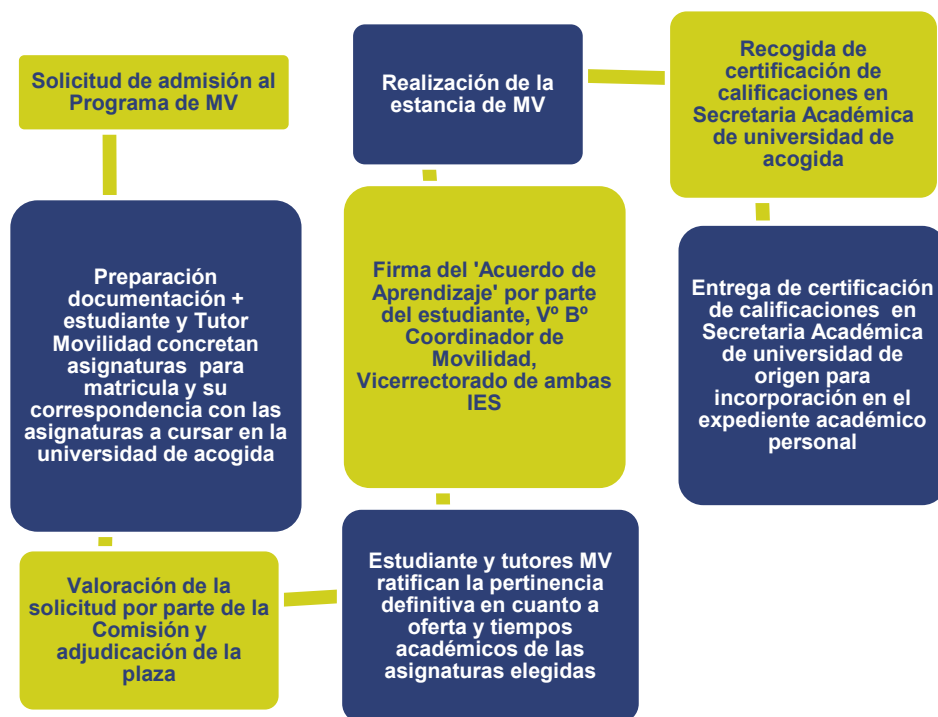 Solicitud de admisión al
Programa de MV
Preparación
documentación +
estudiante y Tutor
Movilidad concretan
asignaturas para
matricula y su
correspondencia con las
asignaturas a cursar en la
universidad de acogida
Valoración de la
solicitud por parte de la
Comisión y
adjudicación de la
plaza
Estudiante y tutores MV
ratifican la pertinencia
definitiva en cuanto a
oferta y tiempos
académicos de las
asignaturas elegidas
Firma del 'Acuerdo de
Aprendizaje' por parte
del estudiante, Vº Bº
Coordinador de
Movilidad,
Vicerrectorado de ambas
IES
Realización de la
estancia de MV
Recogida de
certificación de
calificaciones en
Secretaria Académica
de universidad de
acogida
Entrega de certificación
de calificaciones en
Secretaria Académica
de universidad de
origen para
incorporación en el
expediente académico
personal